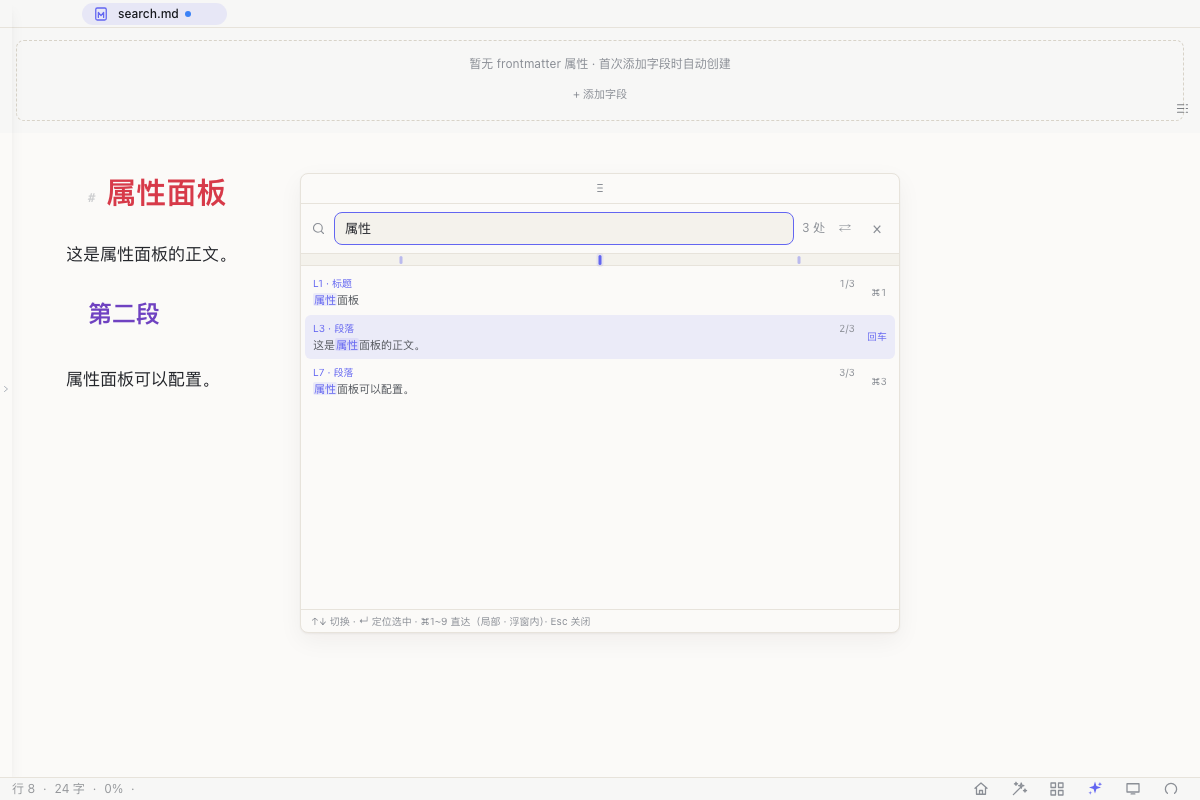 search.md
暂无 frontmatter 属性 · 首次添加字段时自动创建
+ 添加字段
# 属性面板
这是属性面板的正文。
第二段
属性面板可以配置。
属性
3 处
L1 · 标题
1/3
属性面板
⌘1
L3 · 段落
2/3
这是属性面板的正文。
回车
L7 · 段落
3/3
属性面板可以配置。
⌘3
↑↓ 切换 · ↵ 定位选中 · ⌘1~9 直达（局部 · 浮窗内）· Esc 关闭
行 8 · 24 字 · 0% ·